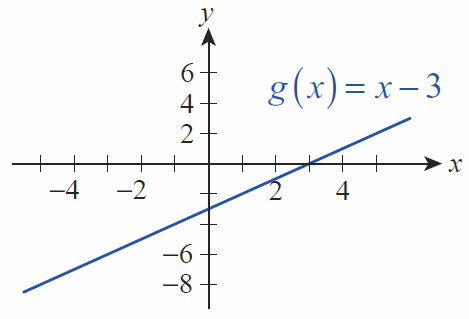 y
6
g(x) = x – 3
4
2
x
–4 –2 2 4
–6
–8